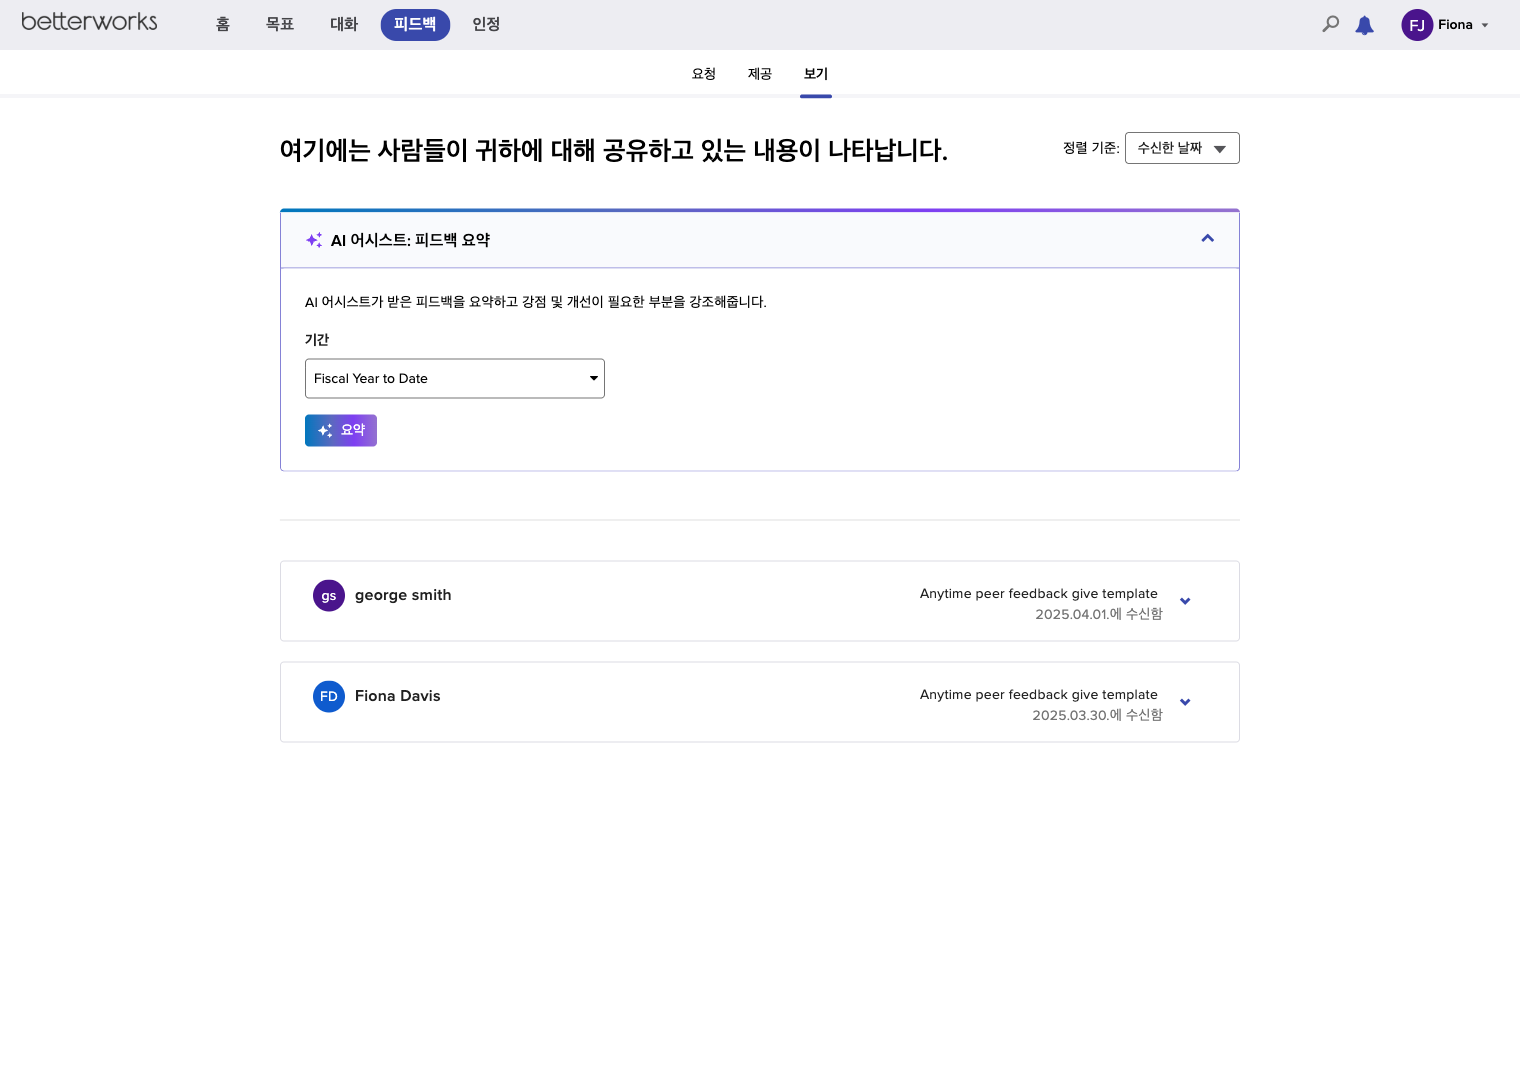 betterworks
홈
목표
대화
피드백
인정
FJ
Fiona
요청
제공
보기
여기에는 사람들이 귀하에 대해 공유하고 있는 내용이 나타납니다.
정렬 기준:
수신한 날짜
AI 어시스트: 피드백 요약
AI 어시스트가 받은 피드백을 요약하고 강점 및 개선이 필요한 부분을 강조해줍니다.
기간
Fiscal Year to Date
요약
gs
george smith
Anytime peer feedback give template
2025.04.01.에 수신함
FD
Fiona Davis
Anytime peer feedback give template
2025.03.30.에 수신함